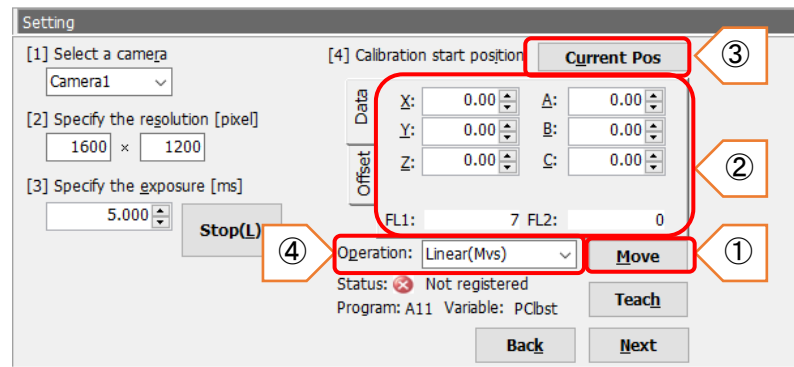 Setting
[1] Select a camera
Camera1
[2] Specify the resolution [pixel]
1600 × 1200
[3] Specify the exposure [ms]
5.000
Stop(L)
[4] Calibration start position
Current Pos
③
Data
Offset
X: 0.00 A: 0.00
Y: 0.00 B: 0.00
Z: 0.00 C: 0.00
②
FL1: 7 FL2: 0
④
Operation: Linear(Mvs)
Move
①
Status: Not registered
Program: A11 Variable: PClbst
Teach
Back
Next